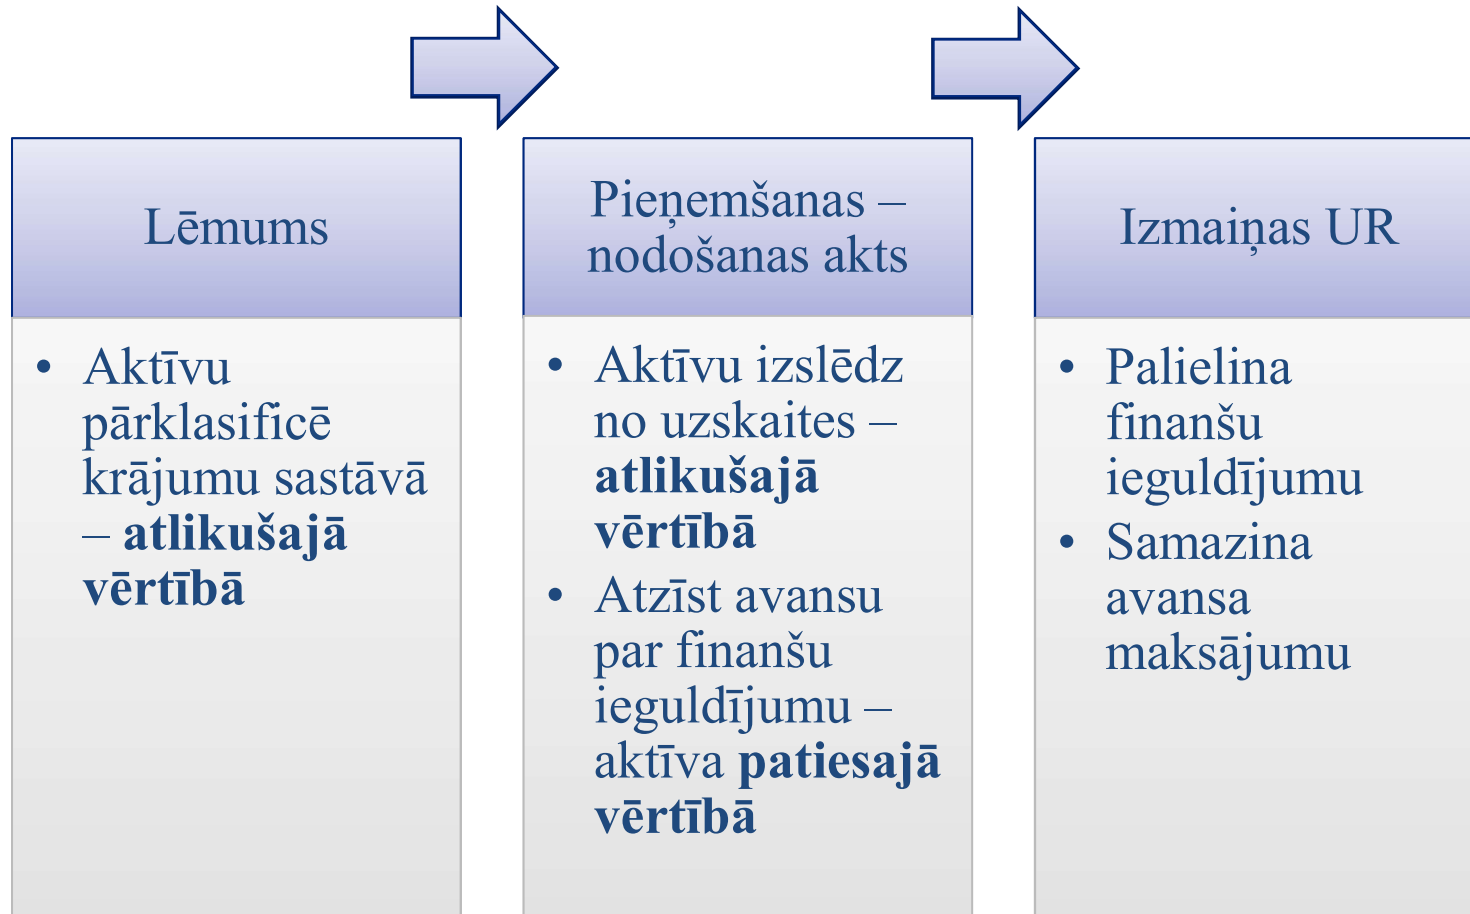 Lēmums
• Aktīvu
pārklasificē
krājumu sastāvā
– atlikušajā
vērtībā
Pieņemšanas –
nodošanas akts
• Aktīvu izslēdz
no uzskaites –
atlikušajā
vērtībā
• Atzīst avansu
par finanšu
ieguldījumu –
aktīva patiesajā
vērtībā
Izmaiņas UR
• Palielina
finanšu
ieguldījumu
• Samazina
avansa
maksājumu